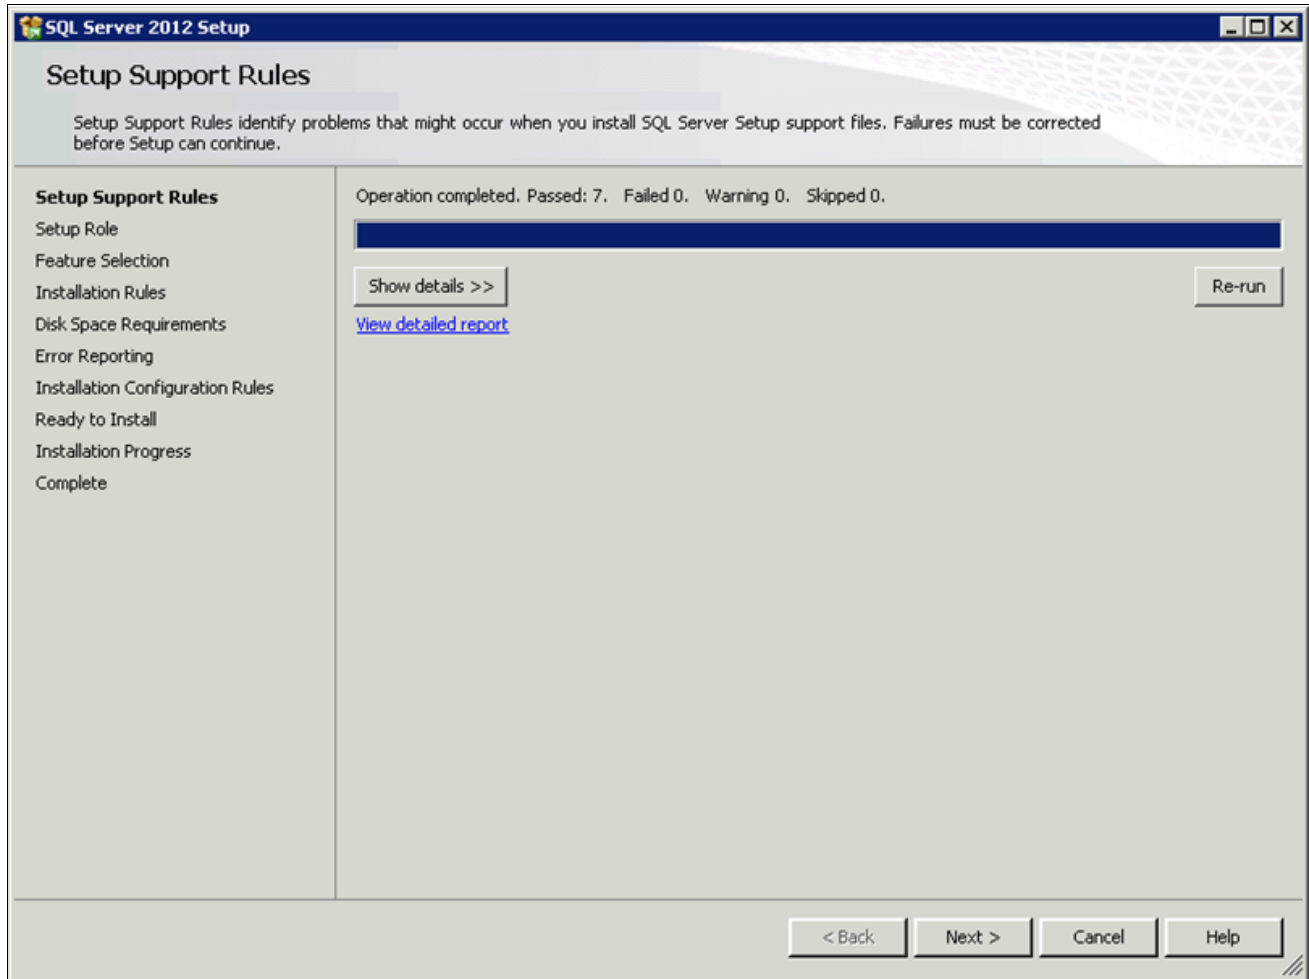 SQL Server 2012 Setup
Setup Support Rules
Setup Support Rules identify problems that might occur when you install SQL Server Setup support files. Failures must be corrected
before Setup can continue.
Setup Support Rules
Setup Role
Feature Selection
Installation Rules
Disk Space Requirements
Error Reporting
Installation Configuration Rules
Ready to Install
Installation Progress
Complete
Operation completed. Passed: 7. Failed 0. Warning 0. Skipped 0.
Show details >>
Re-run
View detailed report
< Back
Next >
Cancel
Help